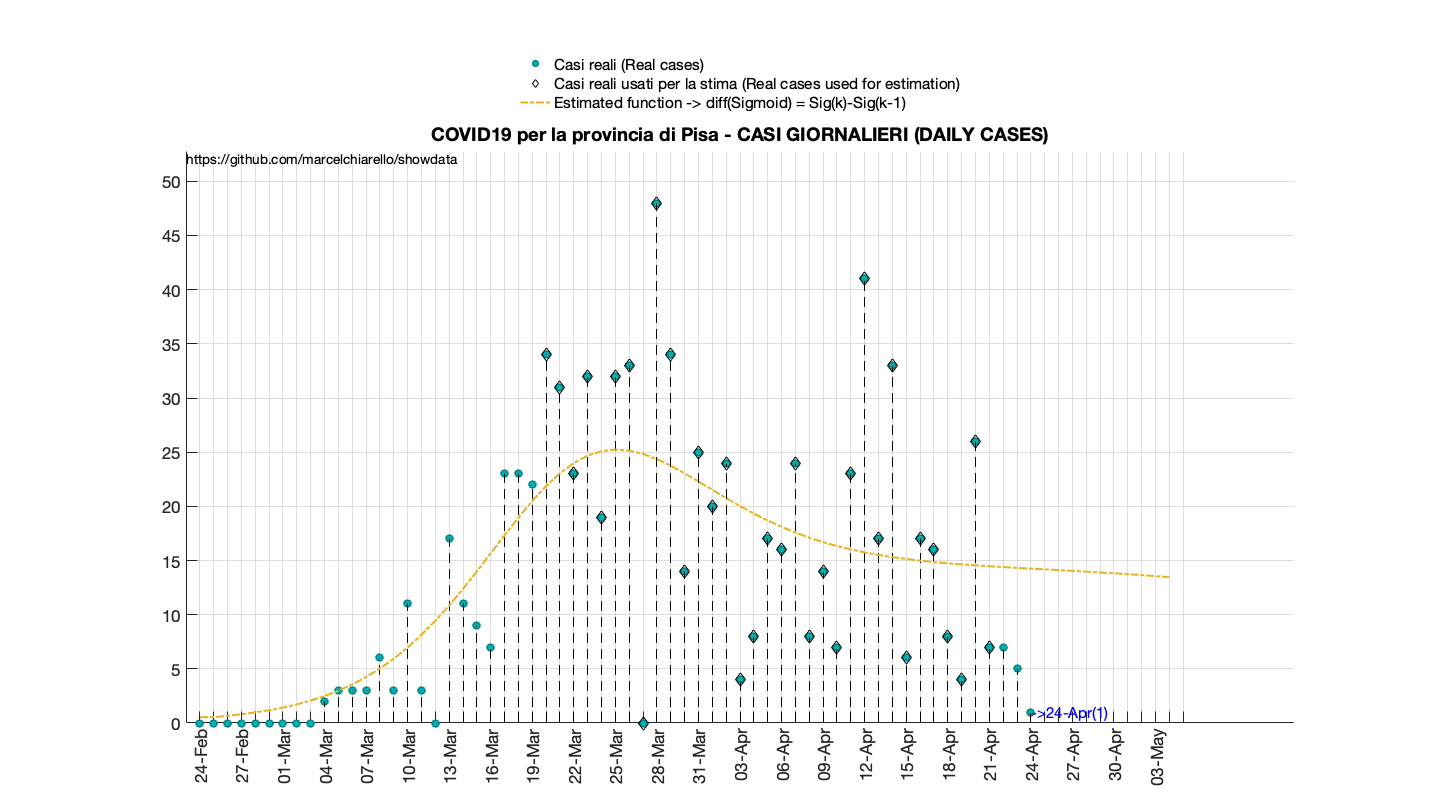 Casi reali (Real cases)
Casi reali usati per la stima (Real cases used for estimation)
Estimated function -> diff(Sigmoid) = Sig(k)-Sig(k-1)
COVID19 per la provincia di Pisa - CASI GIORNALIERI (DAILY CASES)
https://github.com/marcelchiarello/showdata
50
45
40
35
30
25
20
15
10
5
0
->24-Apr(1)
24-Feb
27-Feb
01-Mar
04-Mar
07-Mar
10-Mar
13-Mar
16-Mar
19-Mar
22-Mar
25-Mar
28-Mar
31-Mar
03-Apr
06-Apr
09-Apr
12-Apr
15-Apr
18-Apr
21-Apr
24-Apr
27-Apr
30-Apr
03-May